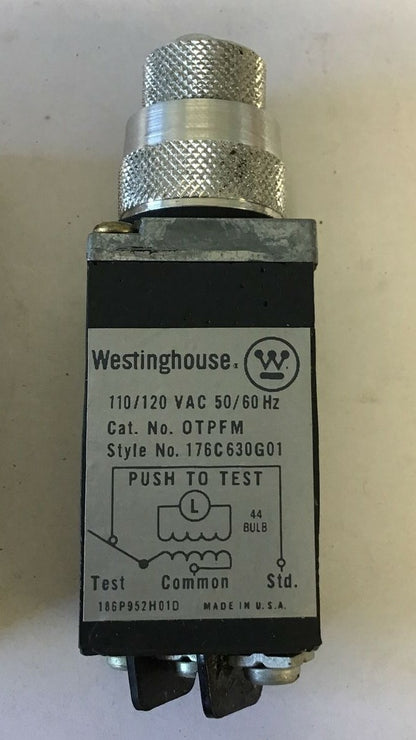 Westinghouse
W
110/120 VAC 50/60 Hz
Cat. No. OTPFM
Style No. 176C630G01
PUSH TO TEST
L
44
BULB
Test Common Std.
186P952H01D MADE IN U.S.A.